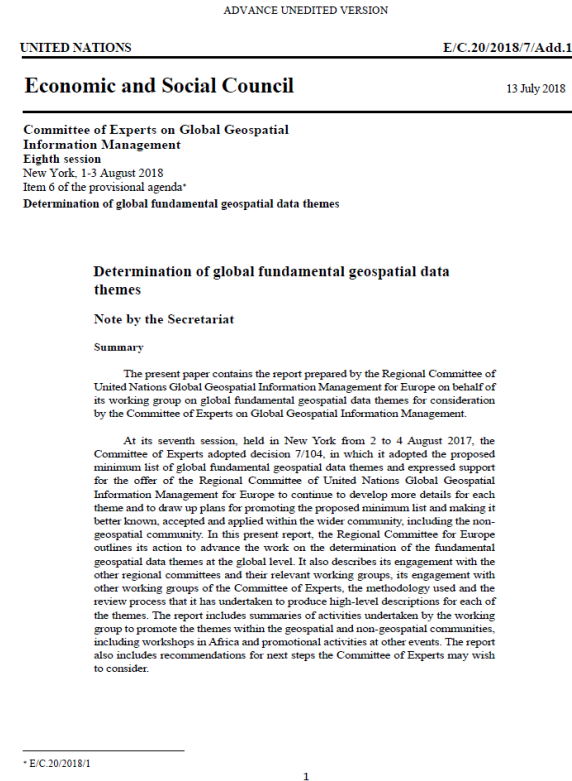 ADVANCE UNEDITED VERSION
UNITED NATIONS E/C.20/2018/7/Add.1
Economic and Social Council 13 July 2018
Committee of Experts on Global Geospatial
Information Management
Eighth session
New York, 1-3 August 2018
Item 6 of the provisional agenda*
Determination of global fundamental geospatial data themes
Determination of global fundamental geospatial data
themes
Note by the Secretariat
Summary
The present paper contains the report prepared by the Regional Committee of
United Nations Global Geospatial Information Management for Europe on behalf of
its working group on global fundamental geospatial data themes for consideration
by the Committee of Experts on Global Geospatial Information Management.
At its seventh session, held in New York from 2 to 4 August 2017, the
Committee of Experts adopted decision 7/104, in which it adopted the proposed
minimum list of global fundamental geospatial data themes and expressed support
for the offer of the Regional Committee of United Nations Global Geospatial
Information Management for Europe to continue to develop more details for each
theme and to draw up plans for promoting the proposed minimum list and making it
better known, accepted and applied within the wider community, including the non-
geospatial community. In this present report, the Regional Committee for Europe
outlines its action to advance the work on the determination of the fundamental
geospatial data themes at the global level. It also describes its engagement with the
other regional committees and their relevant working groups, its engagement with
other working groups of the Committee of Experts, the methodology used and the
review process that it has undertaken to produce high-level descriptions for each of
the themes. The report includes summaries of activities undertaken by the working
group to promote the themes within the geospatial and non-geospatial communities,
including workshops in Africa and promotional activities at other events. The report
also includes recommendations for next steps the Committee of Experts may wish
to consider.
* E/C.20/2018/1
1